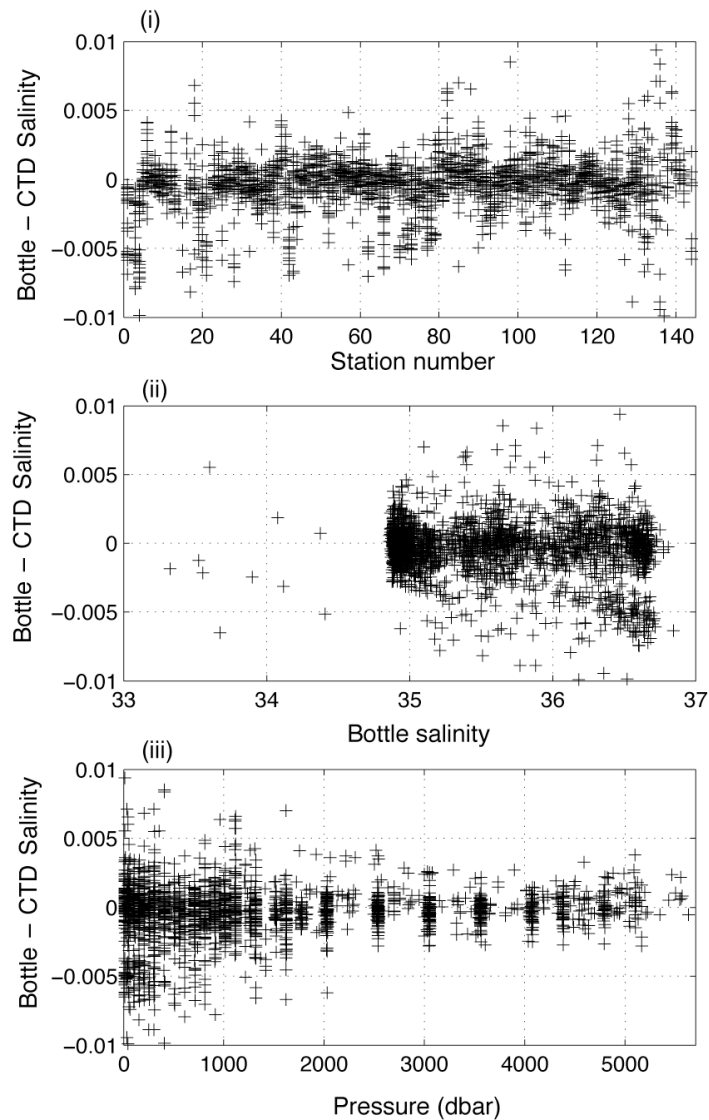 (i)
0.01
0.005
0
−0.005
−0.01
Bottle − CTD Salinity
0 20 40 60 80 100 120 140
Station number
(ii)
0.01
0.005
0
−0.005
−0.01
Bottle − CTD Salinity
33 34 35 36 37
Bottle salinity
(iii)
0.01
0.005
0
−0.005
−0.01
Bottle − CTD Salinity
0 1000 2000 3000 4000 5000
Pressure (dbar)